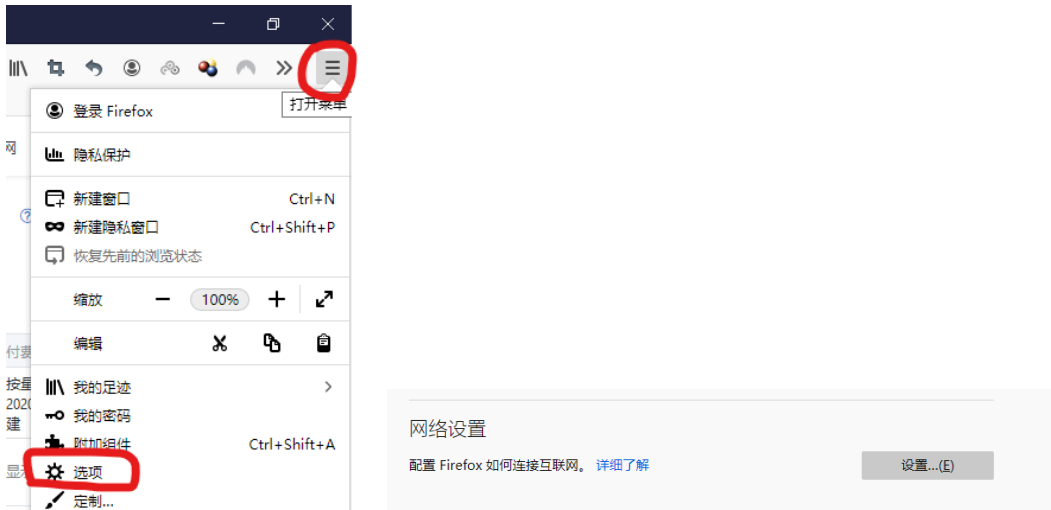 打开菜单
登录 Firefox
网
隐私保护
新建窗口 Ctrl+N
新建隐私窗口 Ctrl+Shift+P
恢复先前的浏览状态
缩放 100%
编辑
付费
按量
2020
建
我的足迹
我的密码
附加组件 Ctrl+Shift+A
显示
选项
定制...
网络设置
配置 Firefox 如何连接互联网。 详细了解
设置...(E)